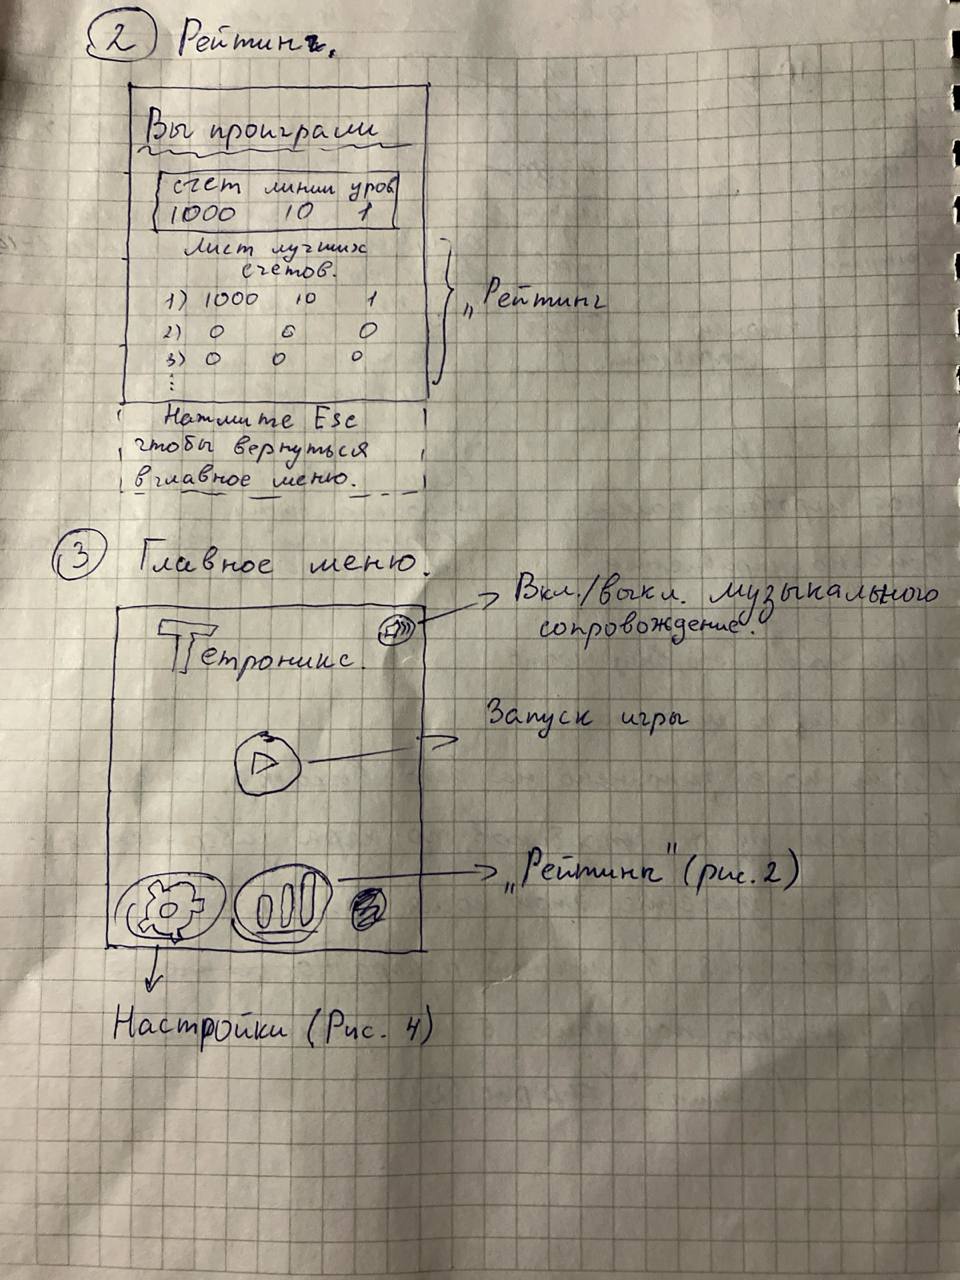 2 Рейтинг.
Вы проиграли
счет линии уров
1000 10 1
Лист лучших
счетов.
1) 1000 10 1
2) 0 0 0
3) 0 0 0
⋮
„Рейтинг
Нажмите Esc
чтобы вернуться
в главное меню.
3 Главное меню.
Вкл./выкл. музыкального
сопровождение.
Тетроникс.
Запуск игры
„Рейтинг" (рис. 2)
Настройки (Рис. 4)